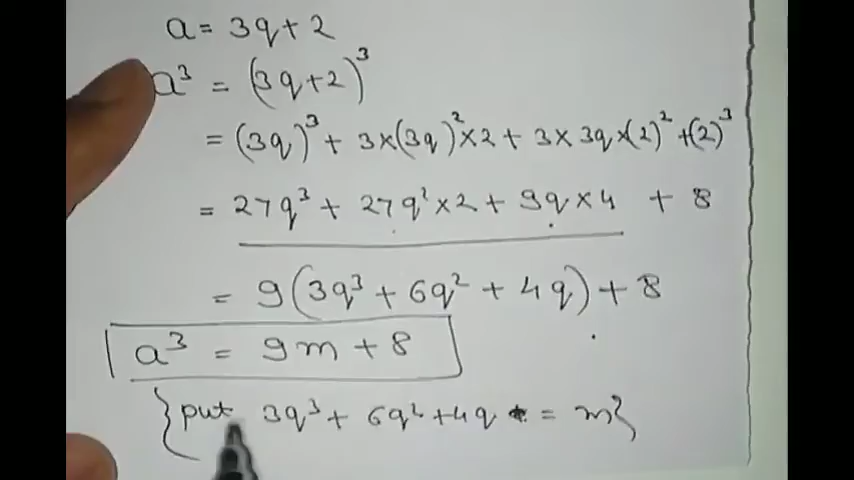 a = 3q + 2
a³ = (3q+2)³
= (3q)³ + 3×(3q)²×2 + 3×3q×(2)² + (2)³
= 27q³ + 27q²×2 + 9q×4 + 8
= 9(3q³ + 6q² + 4q) + 8
a³ = 9m + 8
{put 3q³ + 6q² + 4q = m}